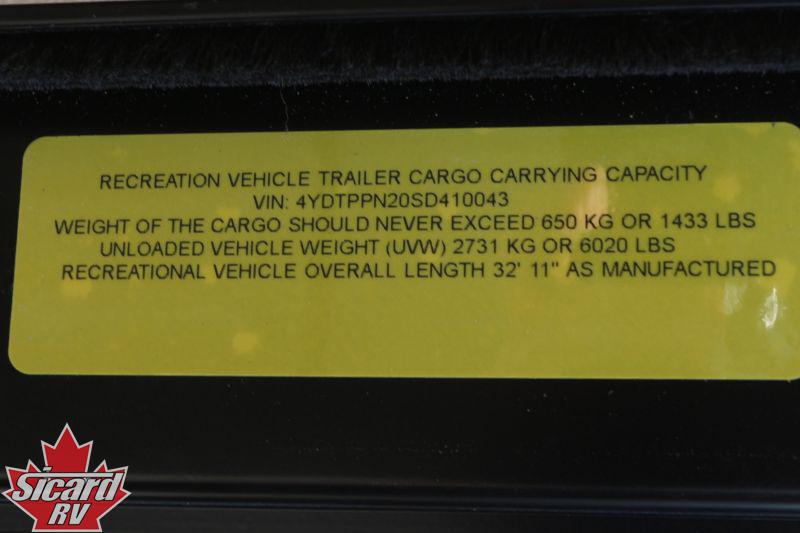 RECREATION VEHICLE TRAILER CARGO CARRYING CAPACITY
VIN: 4YDTPPN20SD410043
WEIGHT OF THE CARGO SHOULD NEVER EXCEED 650 KG OR 1433 LBS
UNLOADED VEHICLE WEIGHT (UVW) 2731 KG OR 6020 LBS
RECREATIONAL VEHICLE OVERALL LENGTH 32' 11" AS MANUFACTURED
Sicard
RV